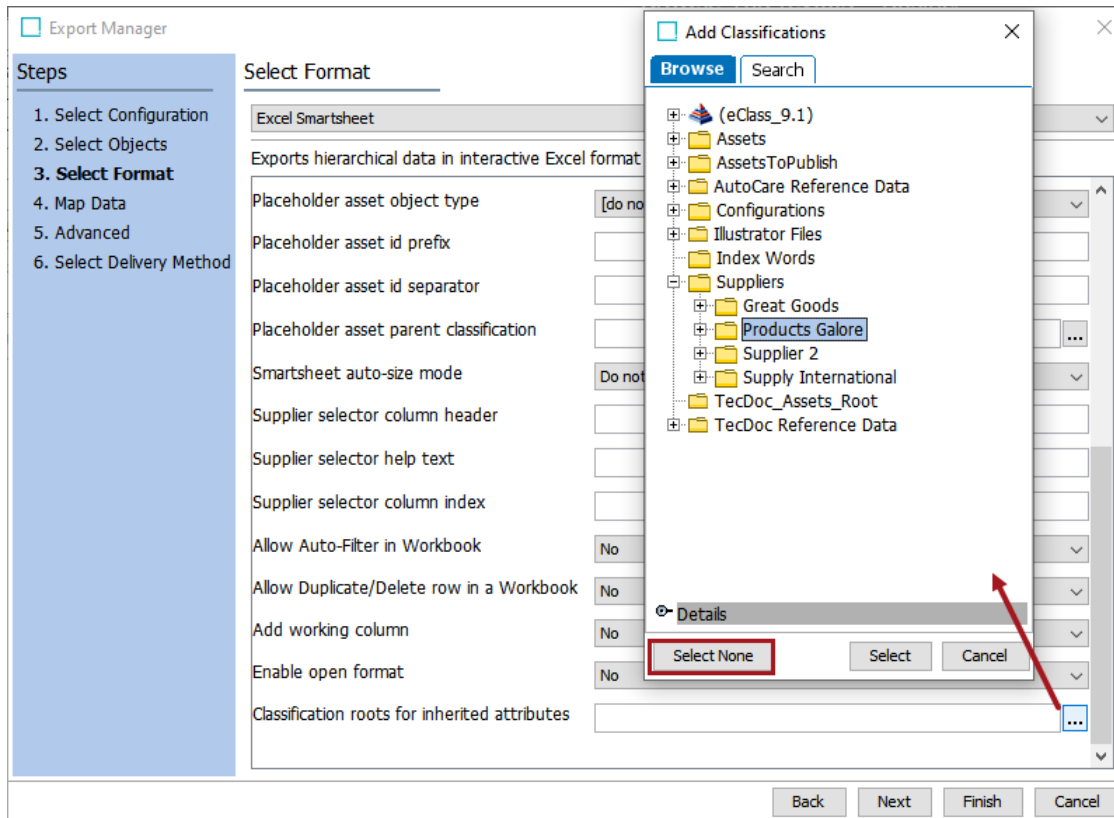 Export Manager
Steps
1. Select Configuration
2. Select Objects
3. Select Format
4. Map Data
5. Advanced
6. Select Delivery Method
Select Format
Excel Smartsheet
Exports hierarchical data in interactive Excel format
Placeholder asset object type
[do no
Placeholder asset id prefix
Placeholder asset id separator
Placeholder asset parent classification
...
Smartsheet auto-size mode
Do not
Supplier selector column header
Supplier selector help text
Supplier selector column index
Allow Auto-Filter in Workbook
No
Allow Duplicate/Delete row in a Workbook
No
Add working column
No
Enable open format
No
Classification roots for inherited attributes
...
Back Next Finish Cancel
Add Classifications
Browse Search
(eClass_9.1)
Assets
AssetsToPublish
AutoCare Reference Data
Configurations
Illustrator Files
Index Words
Suppliers
Great Goods
Products Galore
Supplier 2
Supply International
TecDoc_Assets_Root
TecDoc Reference Data
Details
Select None Select Cancel